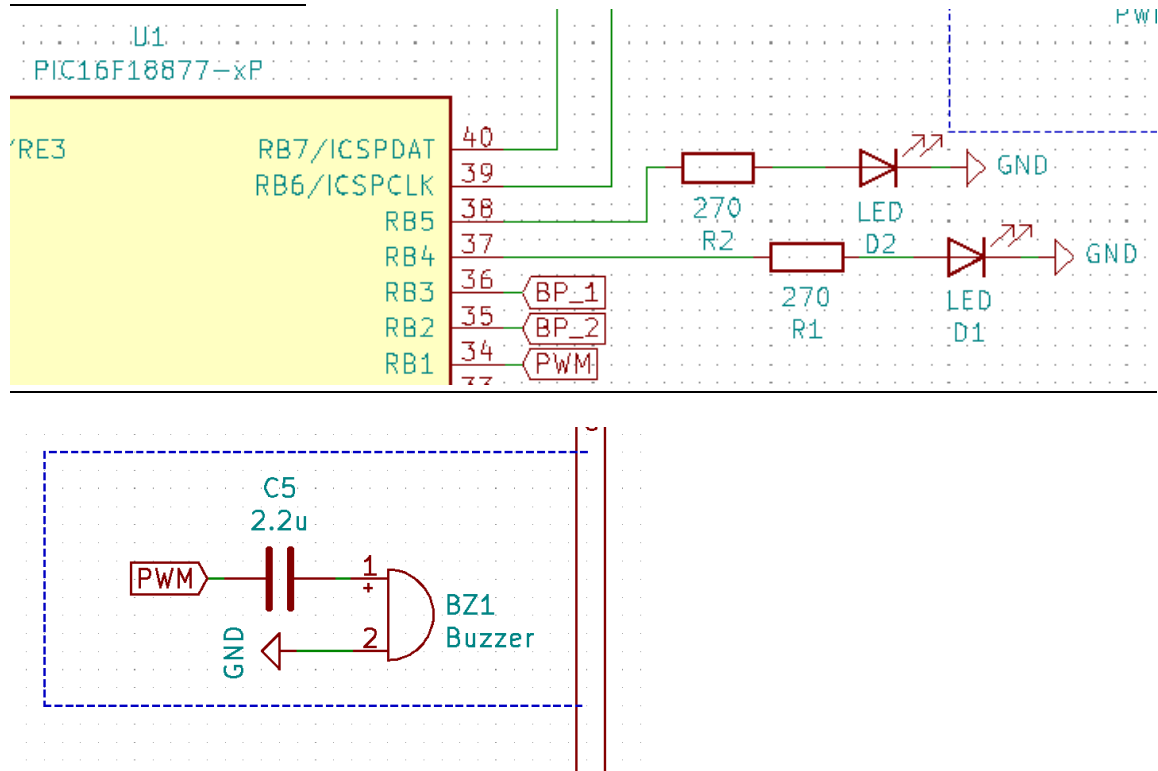 PWM
U1
PIC16F18877-xP
/RE3
RB7/ICSPDAT 40
RB6/ICSPCLK 39
RB5 38
RB4 37
RB3 36 BP_1
RB2 35 BP_2
RB1 34 PWM
33
270
R2
LED
D2
GND
270
R1
LED
D1
GND
C5
2.2u
PWM
1
+
2
GND
BZ1
Buzzer